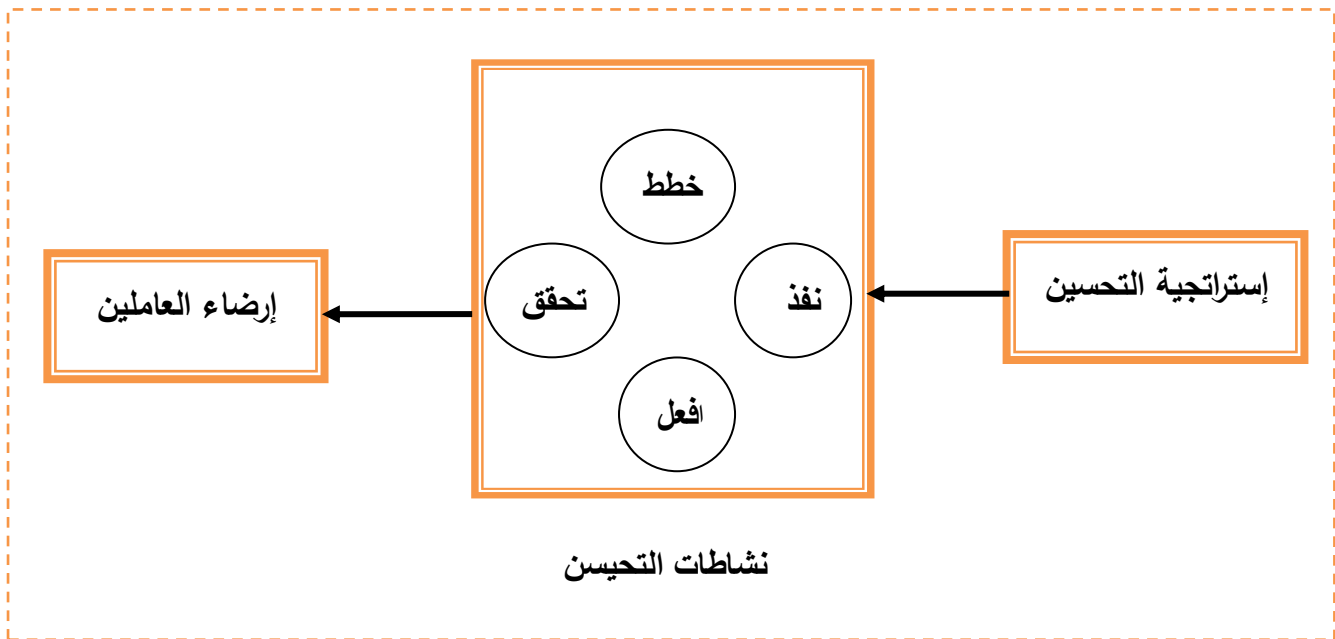 خطط
إستراتجية التحسين
نفذ
تحقق
إرضاء العاملين
افعل
نشاطات التحيسن